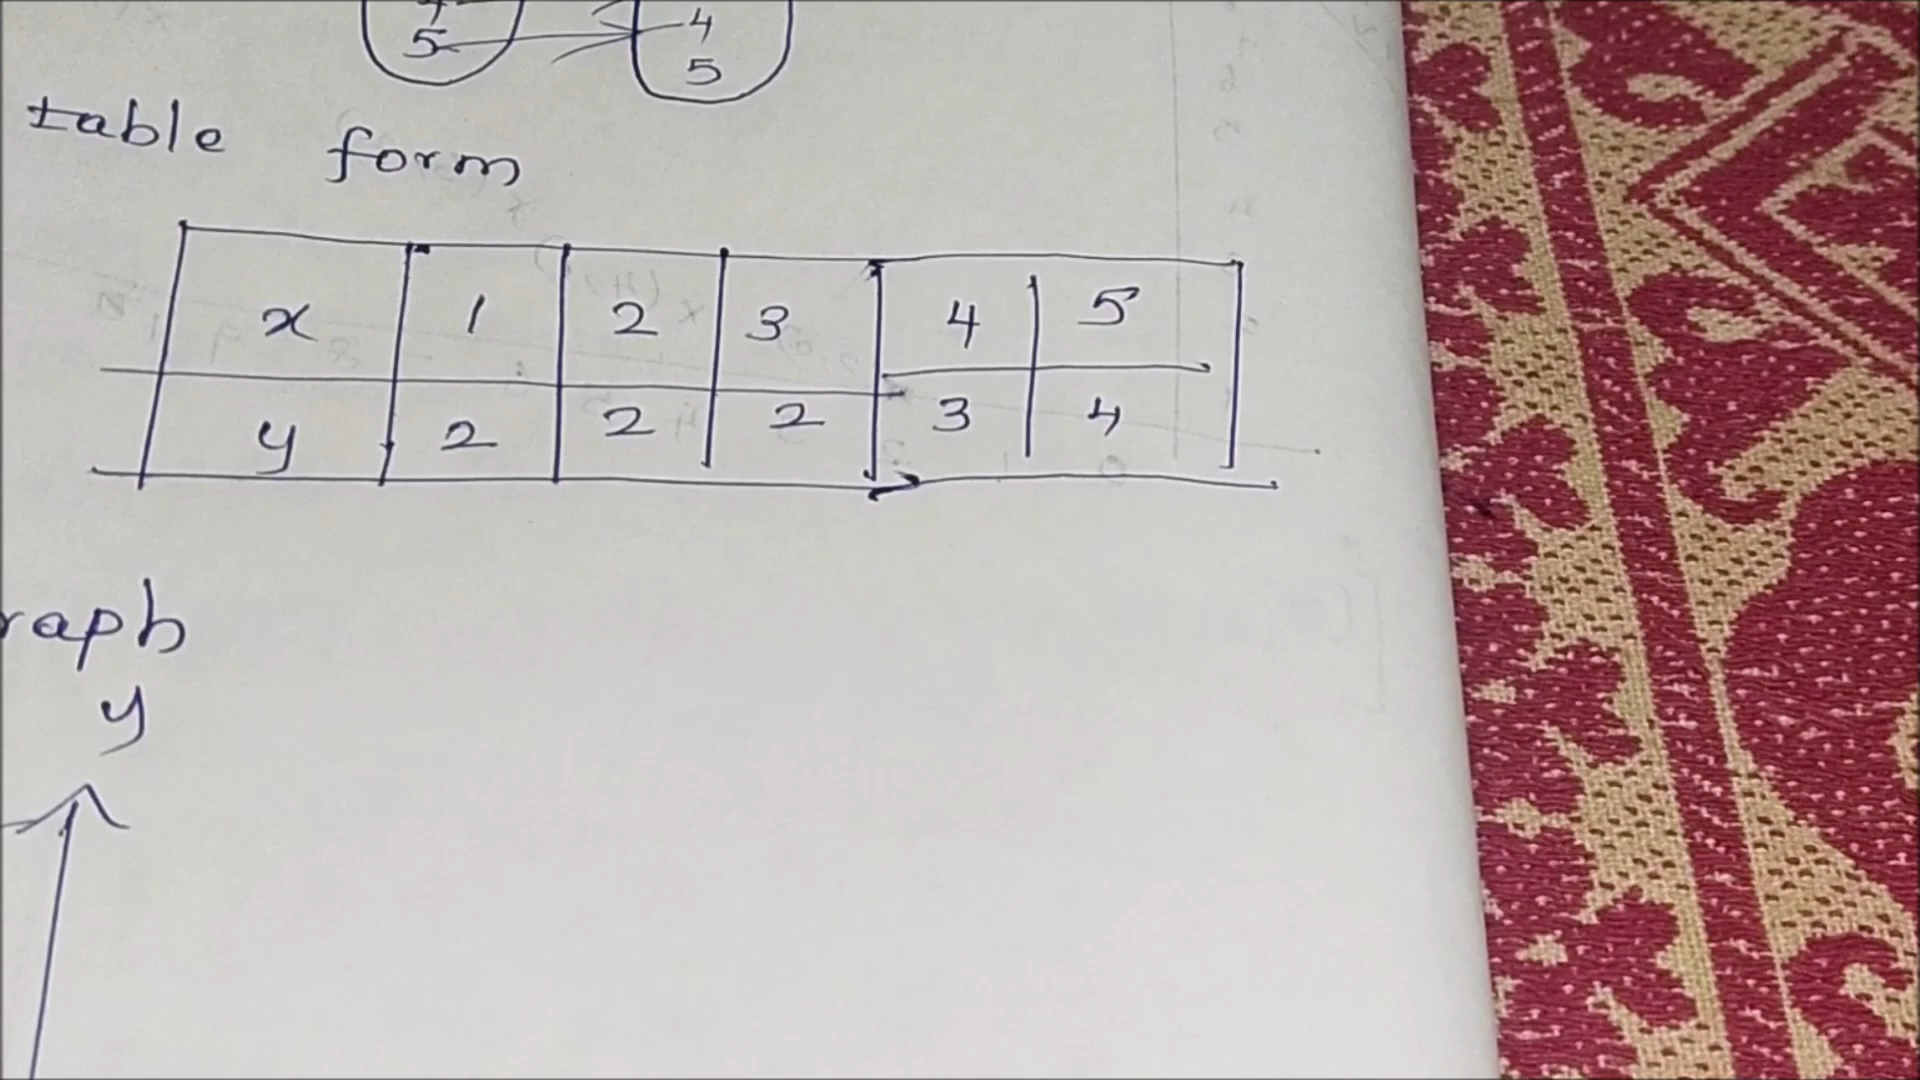 5 4
5
table form
x 1 2 3 4 5
y 2 2 2 3 4
raph
y